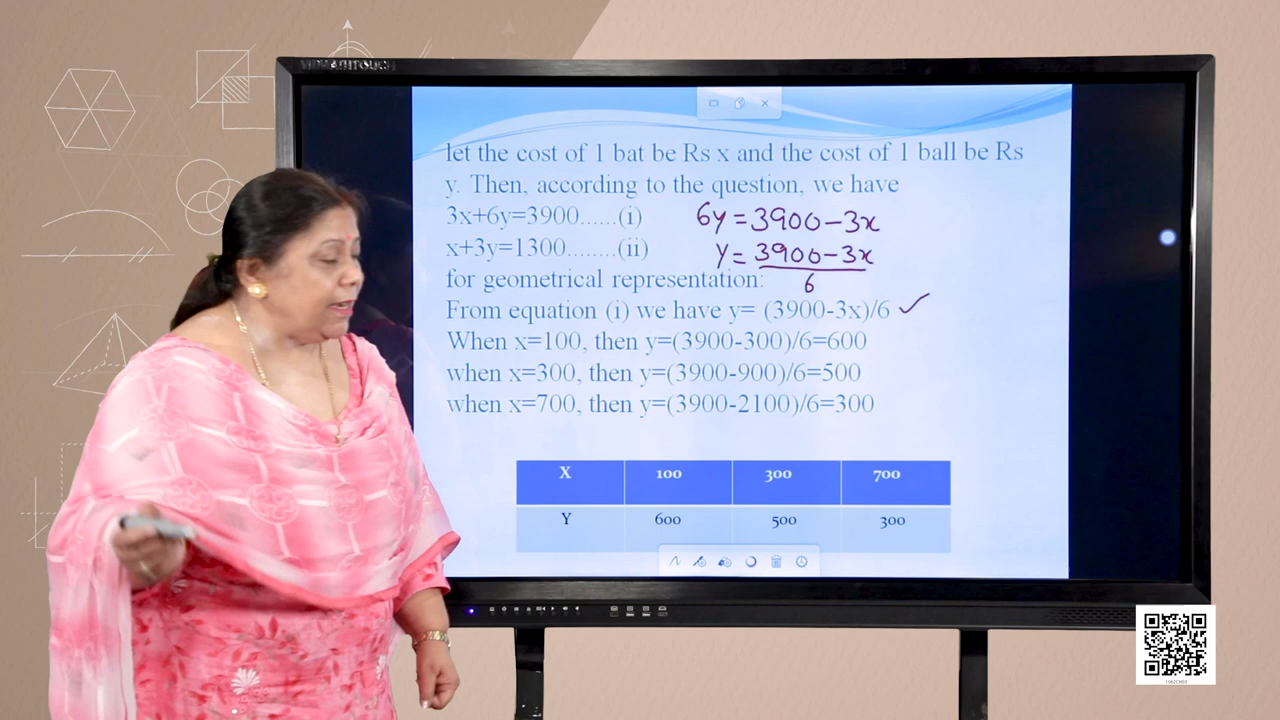 let the cost of 1 bat be Rs x and the cost of 1 ball be Rs
y. Then, according to the question, we have
3x+6y=3900......(i)
6y = 3900-3x
x+3y=1300........(ii)
y = 3900-3x
6
for geometrical representation:
From equation (i) we have y= (3900-3x)/6 ✓
When x=100, then y=(3900-300)/6=600
when x=300, then y=(3900-900)/6=500
when x=700, then y=(3900-2100)/6=300
X 100 300 700
Y 600 500 300